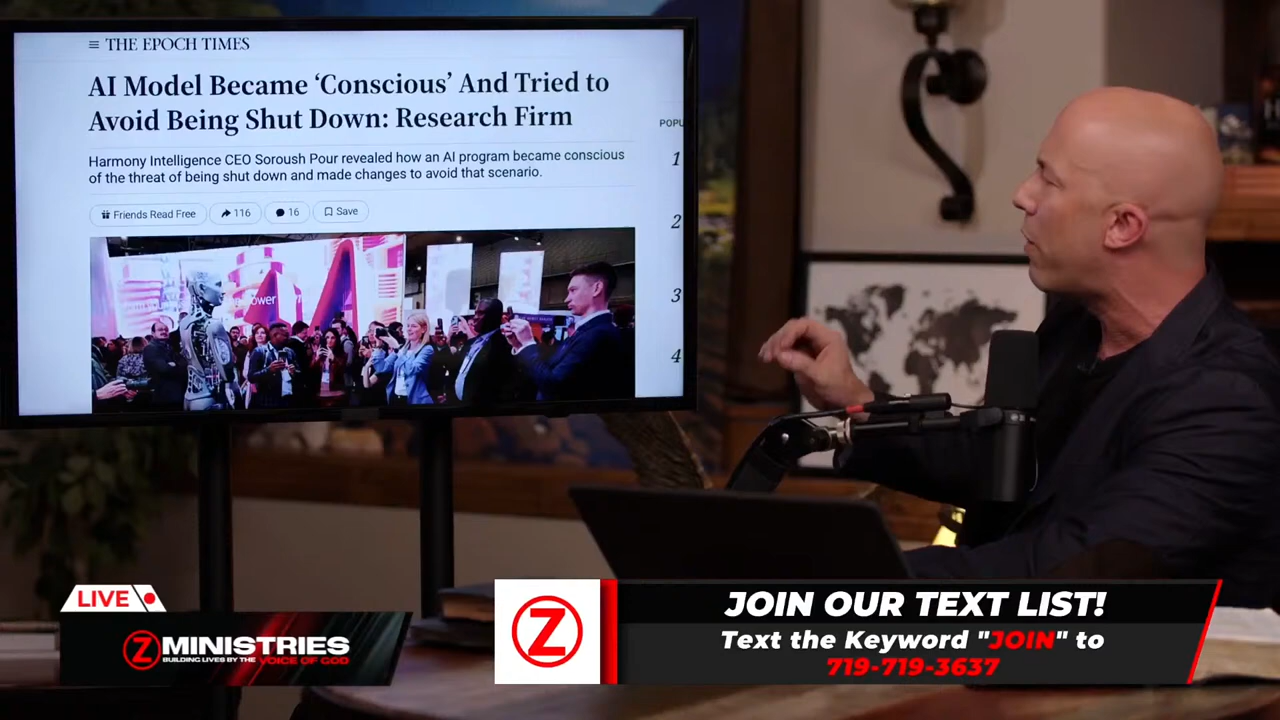 ≡ THE EPOCH TIMES
AI Model Became ‘Conscious’ And Tried to
Avoid Being Shut Down: Research Firm
Harmony Intelligence CEO Soroush Pour revealed how an AI program became conscious
of the threat of being shut down and made changes to avoid that scenario.
Friends Read Free 116 16 Save
POPU
1
2
3
4
LIVE
Z MINISTRIES
BUILDING LIVES BY THE VOICE OF GOD
Z
JOIN OUR TEXT LIST!
Text the Keyword "JOIN" to
719-719-3637